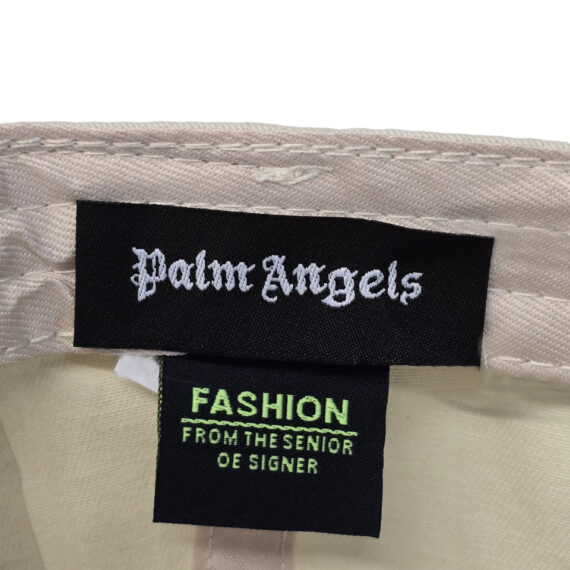 Palm Angels
FASHION
FROM THE SENIOR
OE SIGNER